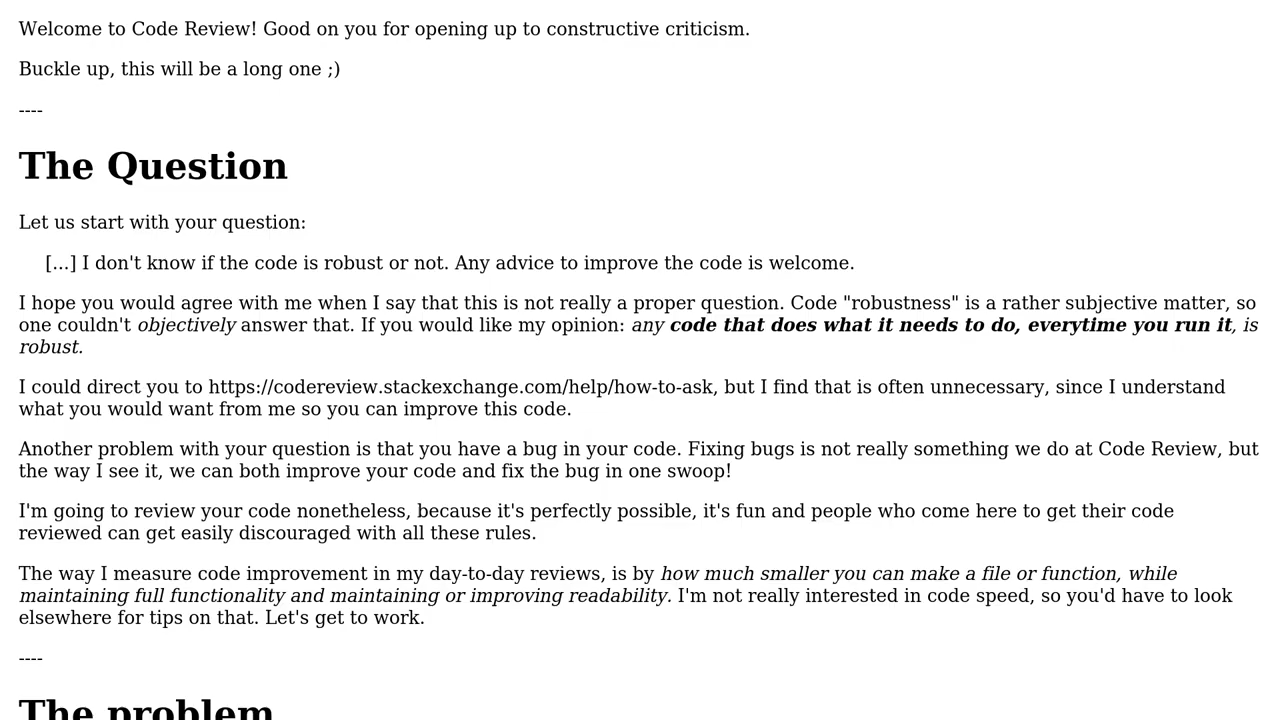 Welcome to Code Review! Good on you for opening up to constructive criticism.
Buckle up, this will be a long one ;)
----
The Question
Let us start with your question:
[...] I don't know if the code is robust or not. Any advice to improve the code is welcome.
I hope you would agree with me when I say that this is not really a proper question. Code "robustness" is a rather subjective matter, so
one couldn't objectively answer that. If you would like my opinion: any code that does what it needs to do, everytime you run it, is
robust.
I could direct you to https://codereview.stackexchange.com/help/how-to-ask, but I find that is often unnecessary, since I understand
what you would want from me so you can improve this code.
Another problem with your question is that you have a bug in your code. Fixing bugs is not really something we do at Code Review, but
the way I see it, we can both improve your code and fix the bug in one swoop!
I'm going to review your code nonetheless, because it's perfectly possible, it's fun and people who come here to get their code
reviewed can get easily discouraged with all these rules.
The way I measure code improvement in my day-to-day reviews, is by how much smaller you can make a file or function, while
maintaining full functionality and maintaining or improving readability. I'm not really interested in code speed, so you'd have to look
elsewhere for tips on that. Let's get to work.
----
The problem